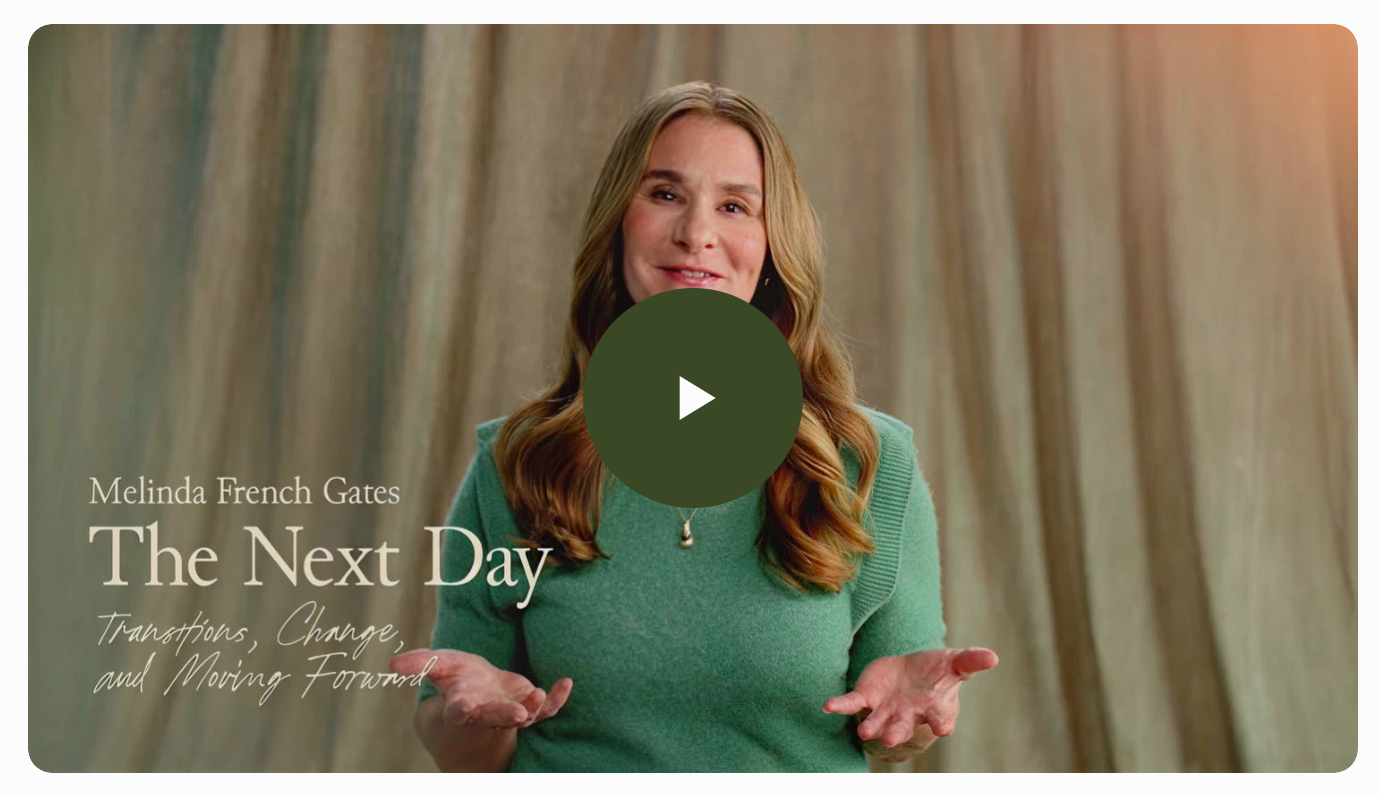 Melinda French Gates
The Next Day
Transitions, Change,
and Moving Forward